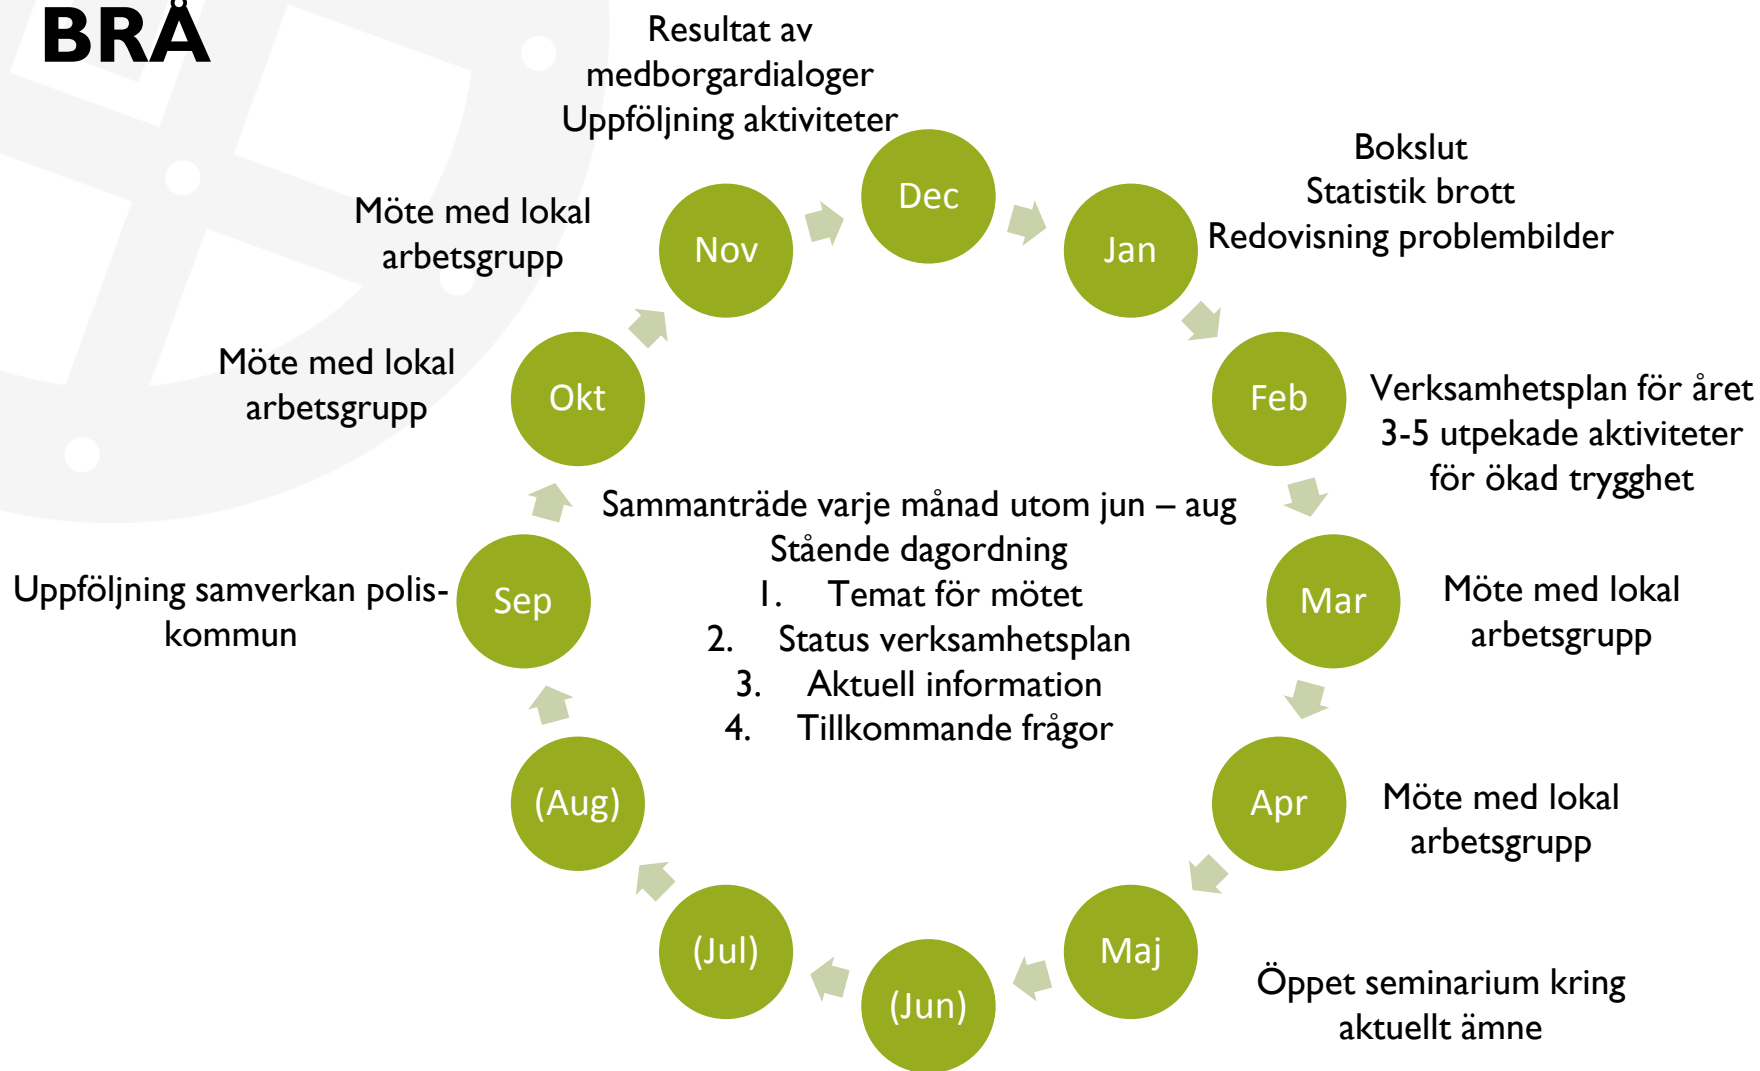 BRÅ
Resultat av
medborgardialoger
Uppföljning aktiviteter
Dec
Bokslut
Statistik brott
Redovisning problembilder
Jan
Feb
Verksamhetsplan för året
3-5 utpekade aktiviteter
för ökad trygghet
Mar
Möte med lokal
arbetsgrupp
Apr
Möte med lokal
arbetsgrupp
Maj
Öppet seminarium kring
aktuellt ämne
(Jun)
(Jul)
(Aug)
Sep
Uppföljning samverkan polis-
kommun
Okt
Möte med lokal
arbetsgrupp
Nov
Möte med lokal
arbetsgrupp
Sammanträde varje månad utom jun – aug
Stående dagordning
1. Temat för mötet
2. Status verksamhetsplan
3. Aktuell information
4. Tillkommande frågor